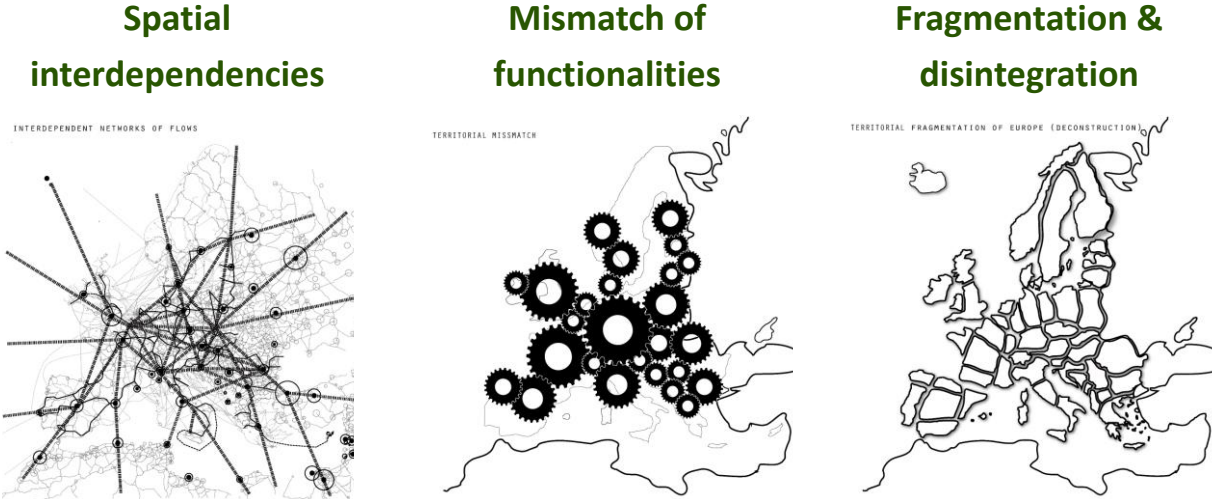 Spatial
interdependencies
Mismatch of
functionalities
Fragmentation &
disintegration
INTERDEPENDENT NETWORKS OF FLOWS
TERRITORIAL MISSMATCH
TERRITORIAL FRAGMENTATION OF EUROPE (DECONSTRUCTION)